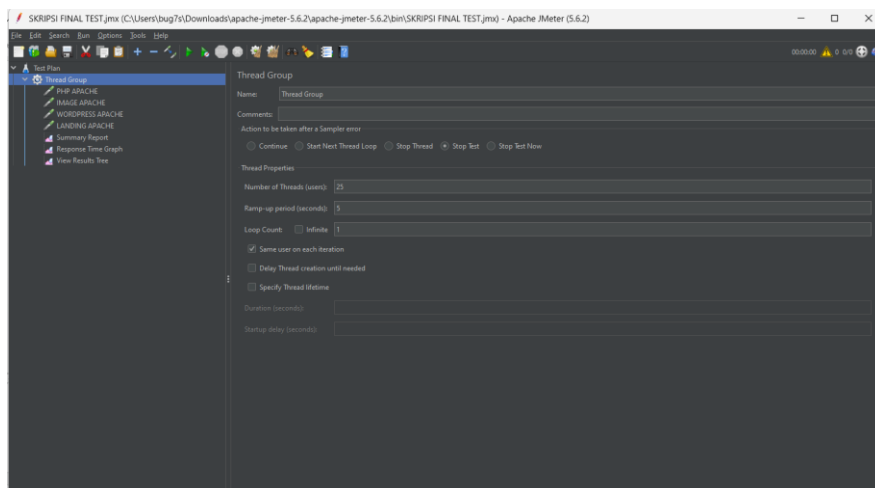 SKRIPSI FINAL TEST.jmx (C:\Users\bug7s\Downloads\apache-jmeter-5.6.2\apache-jmeter-5.6.2\bin\SKRIPSI FINAL TEST.jmx) - Apache JMeter (5.6.2)
File Edit Search Run Options Tools Help
00:00:00 0 0/0
Test Plan
Thread Group
PHP APACHE
IMAGE APACHE
WORDPRESS APACHE
LANDING APACHE
Summary Report
Response Time Graph
View Results Tree
Thread Group
Name: Thread Group
Comments:
Action to be taken after a Sampler error
Continue Start Next Thread Loop Stop Thread Stop Test Stop Test Now
Thread Properties
Number of Threads (users): 25
Ramp-up period (seconds): 5
Loop Count: Infinite 1
Same user on each iteration
Delay Thread creation until needed
Specify Thread lifetime
Duration (seconds):
Startup delay (seconds):